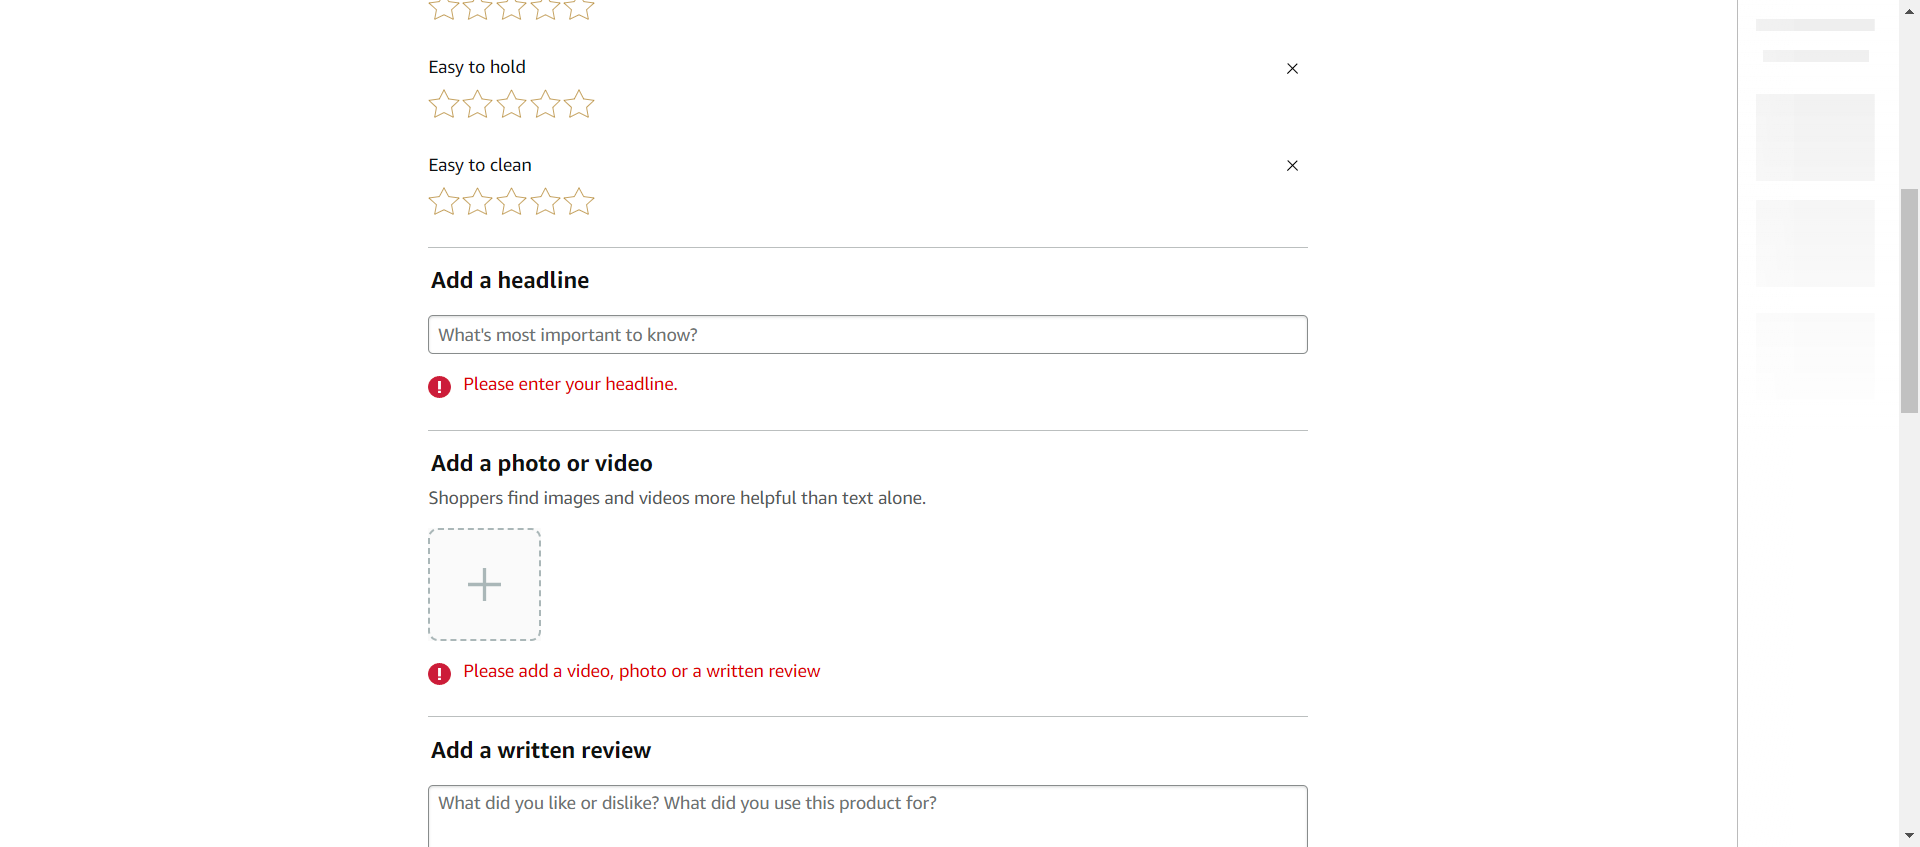 Easy to hold
Easy to clean
Add a headline
What's most important to know?
Please enter your headline.
Add a photo or video
Shoppers find images and videos more helpful than text alone.
Please add a video, photo or a written review
Add a written review
What did you like or dislike? What did you use this product for?